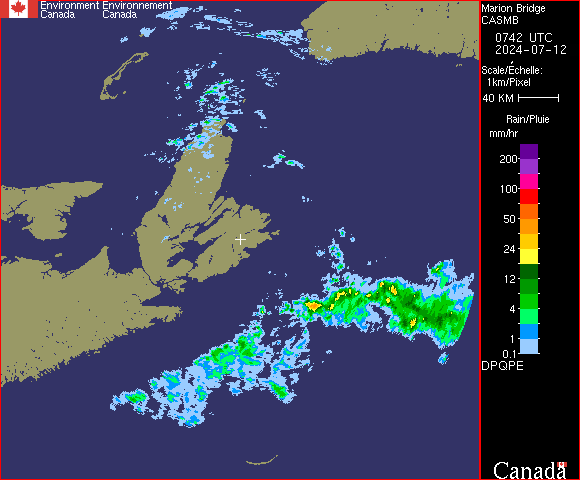 Environment Environnement
Canada Canada
Marion Bridge
CASMB
0742 UTC
2024-07-12
Scale/Échelle:
1km/Pixel
40 KM
Rain/Pluie
mm/hr
200
100
50
24
12
4
1
0.1
DPQPE
Canada